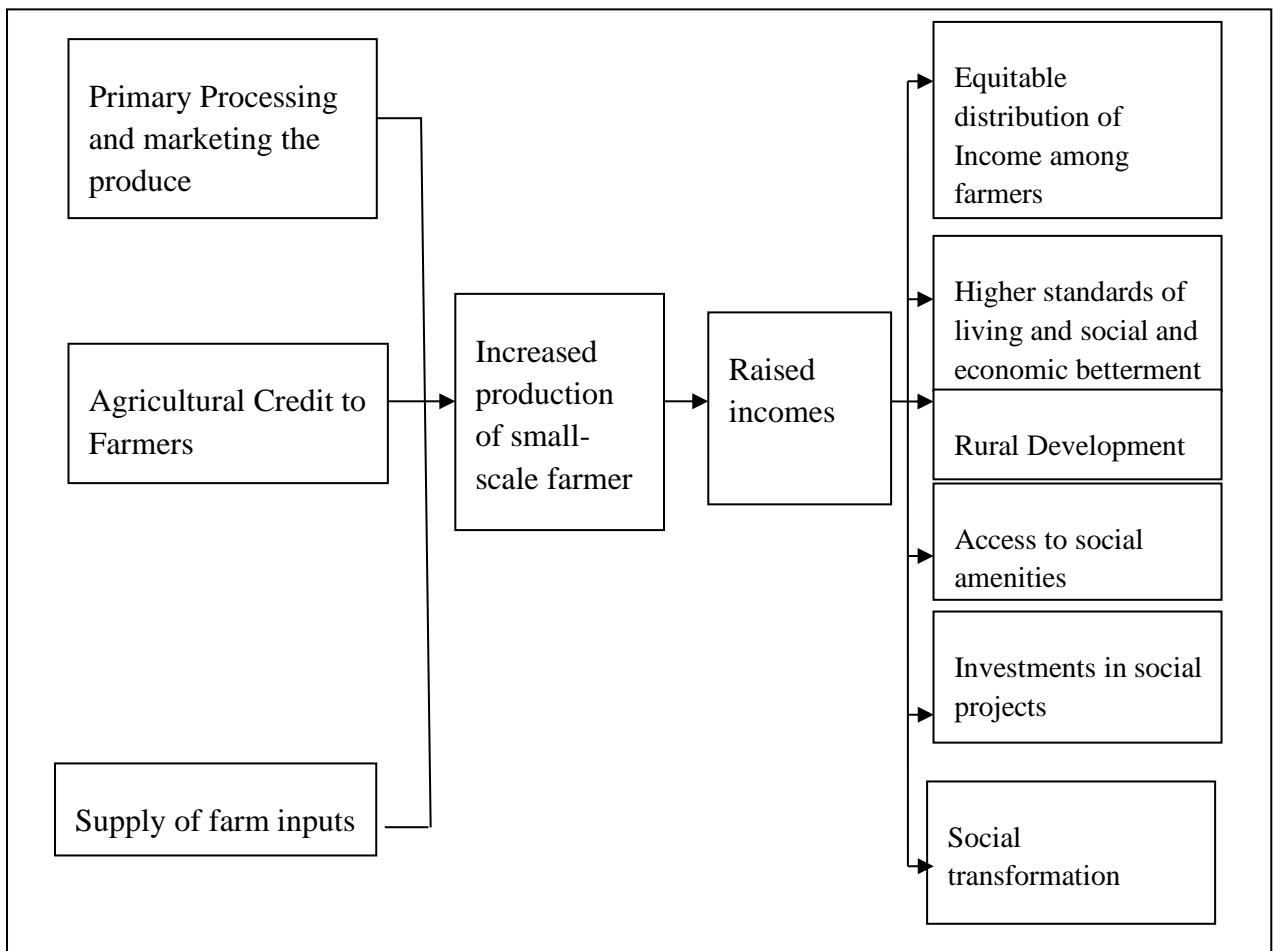 Primary Processing
and marketing the
produce
Agricultural Credit to
Farmers
Supply of farm inputs
Increased
production
of small-
scale farmer
Raised
incomes
Equitable
distribution of
Income among
farmers
Higher standards of
living and social and
economic betterment
Rural Development
Access to social
amenities
Investments in social
projects
Social
transformation